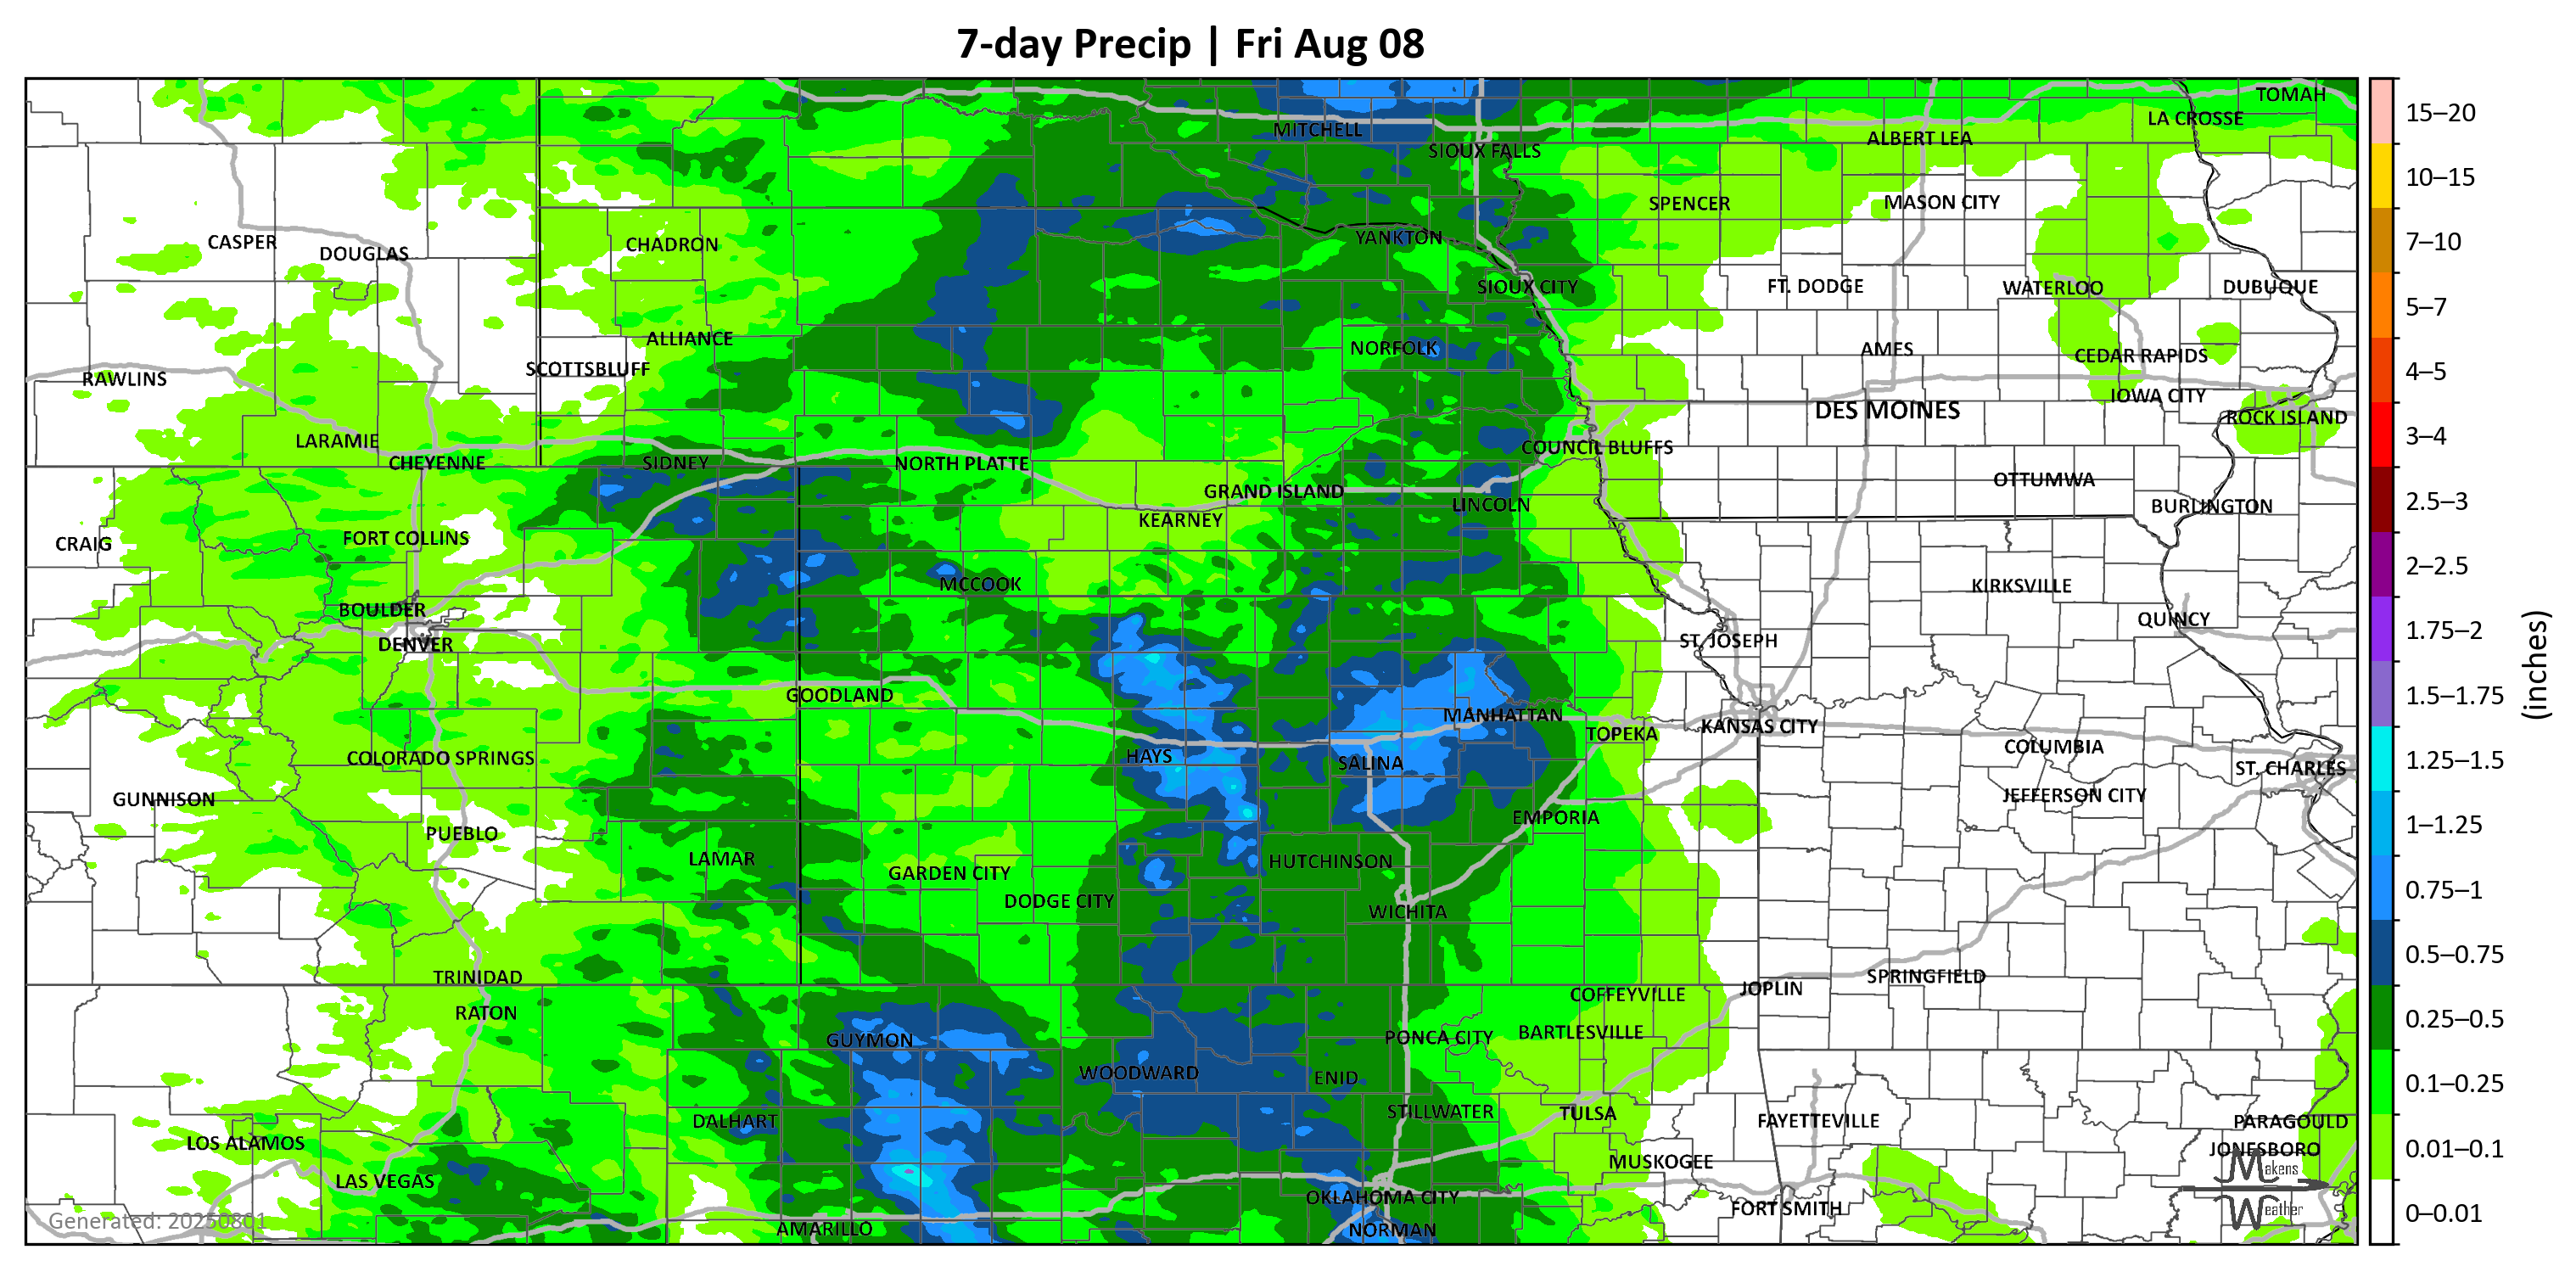 7-day Precip | Fri Aug 08
TOMAH
LA CROSSE
MITCHELL
ALBERT LEA
SIOUX FALLS
SPENCER
MASON CITY
CASPER
DOUGLAS
CHADRON
YANKTON
SIOUX CITY
FT. DODGE
WATERLOO
DUBUQUE
ALLIANCE
NORFOLK
AMES
CEDAR RAPIDS
SCOTTSBLUFF
RAWLINS
IOWA CITY
DES MOINES
ROCK ISLAND
LARAMIE
COUNCIL BLUFFS
CHEYENNE
SIDNEY
NORTH PLATTE
OTTUMWA
GRAND ISLAND
LINCOLN
BURLINGTON
KEARNEY
CRAIG
FORT COLLINS
MCCOOK
KIRKSVILLE
BOULDER
QUINCY
DENVER
ST. JOSEPH
GOODLAND
MANHATTAN
TOPEKA
KANSAS CITY
COLUMBIA
COLORADO SPRINGS
HAYS
SALINA
ST. CHARLES
GUNNISON
JEFFERSON CITY
PUEBLO
EMPORIA
LAMAR
HUTCHINSON
GARDEN CITY
DODGE CITY
WICHITA
TRINIDAD
SPRINGFIELD
JOPLIN
COFFEYVILLE
RATON
GUYMON
PONCA CITY
BARTLESVILLE
WOODWARD
ENID
DALHART
STILLWATER
TULSA
FAYETTEVILLE
PARAGOULD
LOS ALAMOS
JONESBORO
MUSKOGEE
LAS VEGAS
OKLAHOMA CITY
FORT SMITH
AMARILLO
NORMAN
Generated: 20250801
Makens
Weather
15–20
10–15
7–10
5–7
4–5
3–4
2.5–3
2–2.5
1.75–2
1.5–1.75
1.25–1.5
1–1.25
0.75–1
0.5–0.75
0.25–0.5
0.1–0.25
0.01–0.1
0–0.01
(inches)